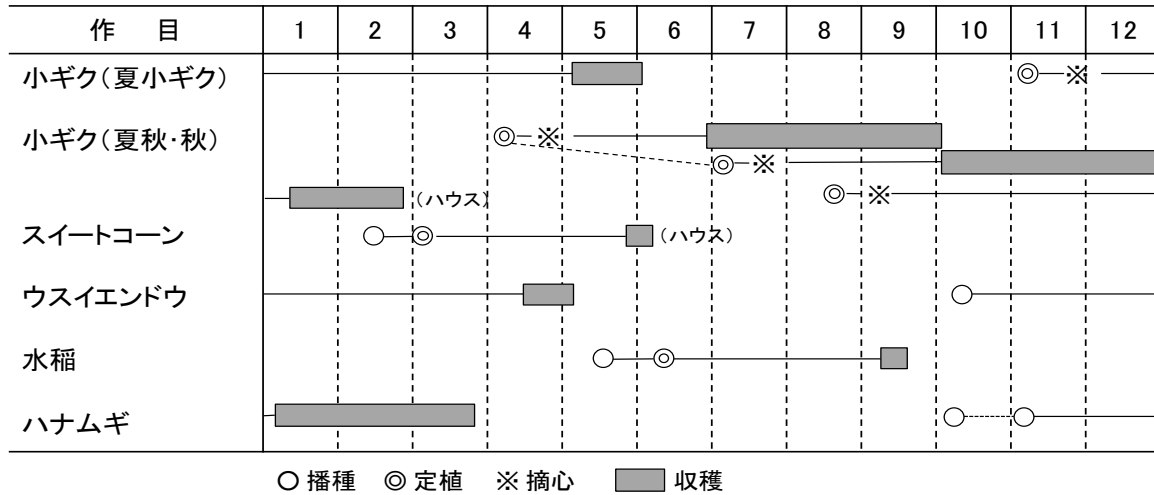 作 目 1 2 3 4 5 6 7 8 9 10 11 12
小ギク(夏小ギク)
※
小ギク(夏秋・秋)
※
※
(ハウス)
※
スイートコーン
(ハウス)
ウスイエンドウ
水稲
ハナムギ
○ 播種 ◎ 定植 ※ 摘心 収穫